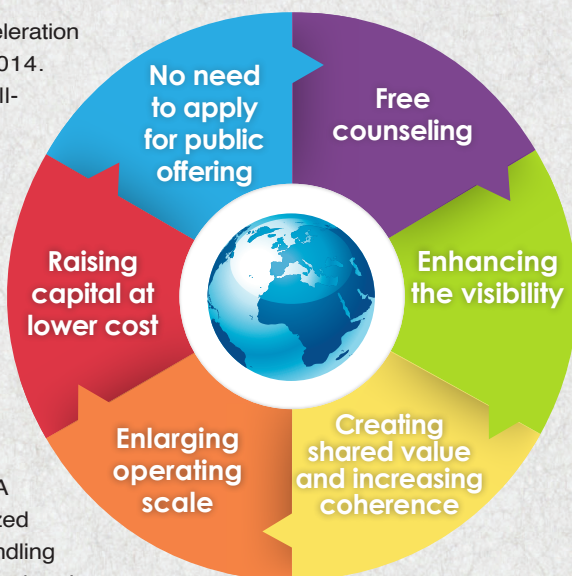 eleration
014.
ll-
No need
to apply
for public
offering
Free
counseling
Enhancing
the visibility
Creating
shared value
and increasing
coherence
Enlarging
operating
scale
Raising
capital at
lower cost
A
zed
ndling